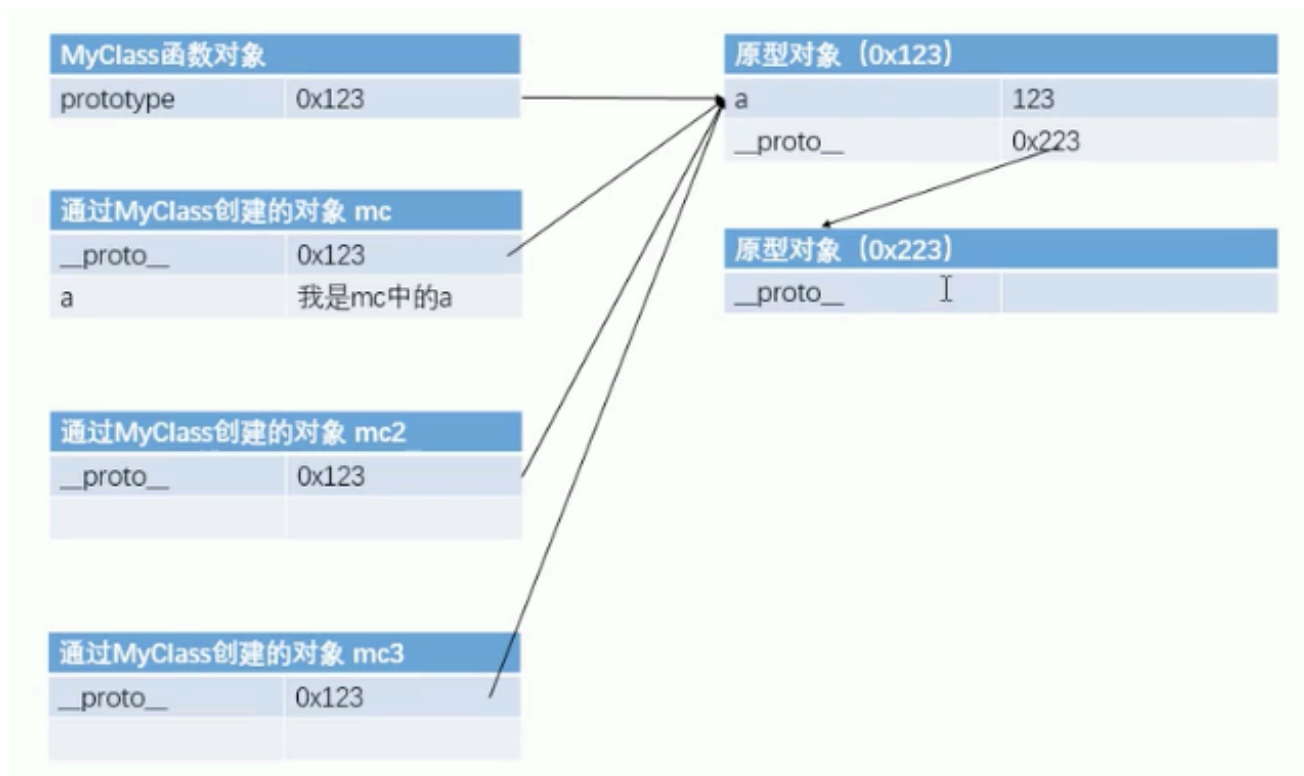 MyClass函数对象
prototype 0x123
通过MyClass创建的对象 mc
__proto__ 0x123
a 我是mc中的a
通过MyClass创建的对象 mc2
__proto__ 0x123
通过MyClass创建的对象 mc3
__proto__ 0x123
原型对象（0x123）
a 123
__proto__ 0x223
原型对象（0x223）
__proto__